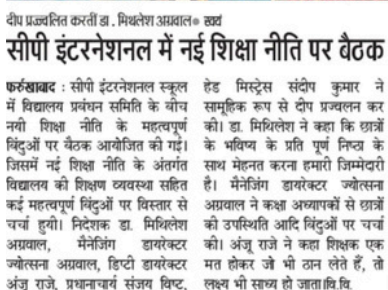 दीप प्रज्वलित करतीं डा. मिथलेश अग्रवाल● स्वयं
सीपी इंटरनेशनल में नई शिक्षा नीति पर बैठक
फर्रुखाबाद : सीपी इंटरनेशनल स्कूल
में विद्यालय प्रबंधन समिति के बीच
नयी शिक्षा नीति के महत्वपूर्ण
बिंदुओं पर बैठक आयोजित की गई।
जिसमें नई शिक्षा नीति के अंतर्गत
विद्यालय की शिक्षण व्यवस्था सहित
कई महत्वपूर्ण बिंदुओं पर विस्तार से
चर्चा हुयी। निदेशक डा. मिथिलेश
अग्रवाल, मैनेजिंग डायरेक्टर
ज्योत्सना अग्रवाल, डिप्टी डायरेक्टर
अंजू राजे, प्रधानाचार्य संजय विष्ट,
हेड मिस्ट्रेस संदीप कुमार ने
सामूहिक रूप से दीप प्रज्वलन कर
की। डा. मिथिलेश ने कहा कि छात्रों
के भविष्य के प्रति पूर्ण निष्ठा के
साथ मेहनत करना हमारी जिम्मेदारी
है। मैनेजिंग डायरेक्टर ज्योत्सना
अग्रवाल ने कक्षा अध्यापकों से छात्रों
की उपस्थिति आदि बिंदुओं पर चर्चा
की। अंजू राजे ने कहा शिक्षक एक
मत होकर जो भी ठान लेते हैं, तो
लक्ष्य भी साध्य हो जाता।वि.वि.